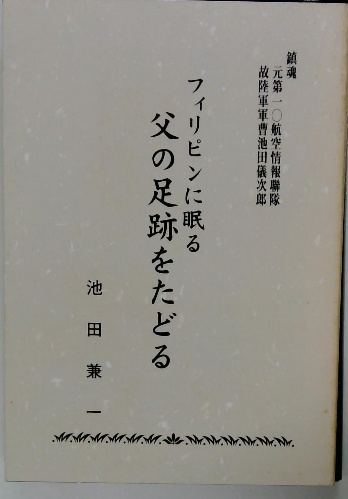 鎮魂
元第一〇航空情報聯隊
故陸軍軍曹池田儀次郎
フィリピンに眠る
父の足跡をたどる
池田兼一